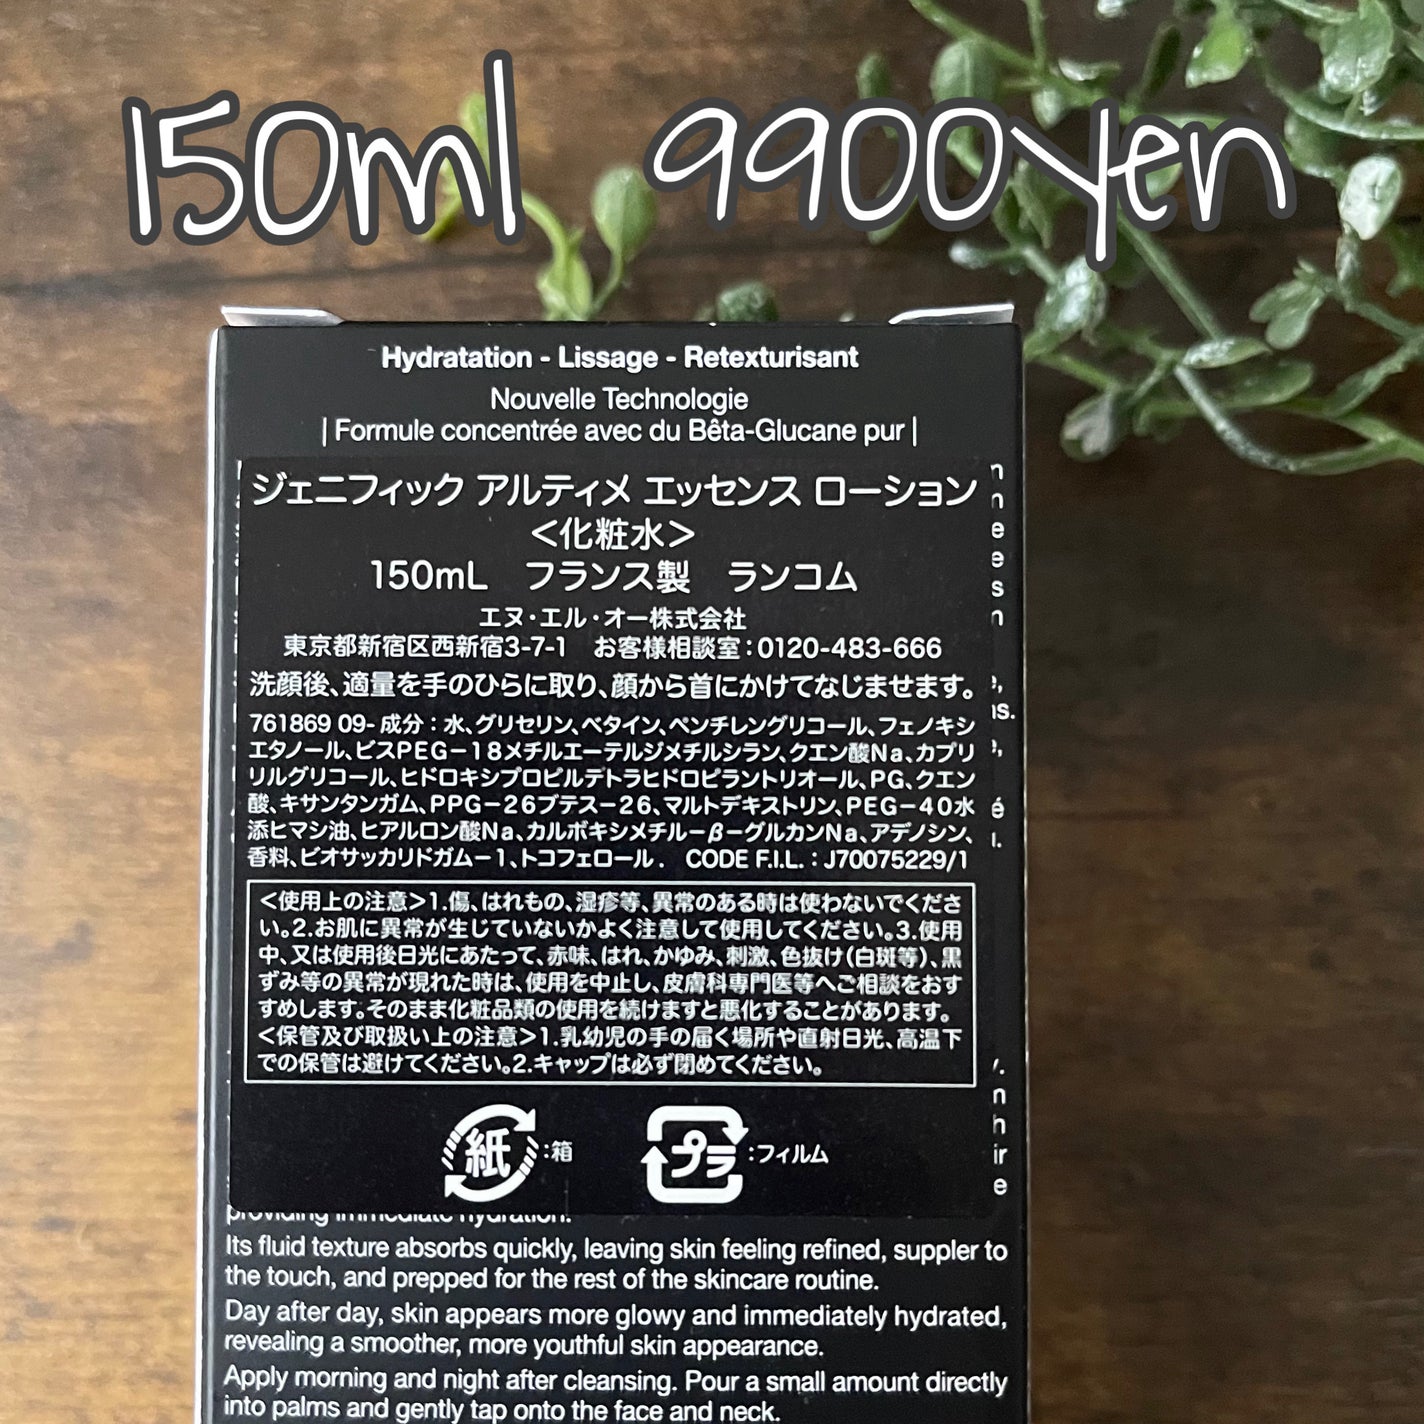 150ml 9900yen
Hydratation - Lissage - Retexturisant
Nouvelle Technologie
| Formule concentrée avec du Bêta-Glucane pur |
ジェニフィック アルティメ エッセンス ローション
＜化粧水＞
150mL　フランス製　ランコム
エヌ・エル・オー株式会社
東京都新宿区西新宿3-7-1　お客様相談室：0120-483-666
洗顔後、適量を手のひらに取り、顔から首にかけてなじませます。
761869 09- 成分：水、グリセリン、ベタイン、ペンチレングリコール、フェノキシ
エタノール、ビスPEG－18メチルエーテルジメチルシラン、クエン酸Na、カプリ
リルグリコール、ヒドロキシプロピルテトラヒドロピラントリオール、PG、クエン
酸、キサンタンガム、PPG－26ブテス－26、マルトデキストリン、PEG－40水
添ヒマシ油、ヒアルロン酸Na、カルボキシメチル－β－グルカンNa、アデノシン、
香料、ビオサッカリドガム－1、トコフェロール．　CODE F.I.L.：J70075229/1
＜使用上の注意＞1.傷、はれもの、湿疹等、異常のある時は使わないでくださ
い。2.お肌に異常が生じていないかよく注意して使用してください。3.使用
中、又は使用後日光にあたって、赤味、はれ、かゆみ、刺激、色抜け（白斑等）、黒
ずみ等の異常が現れた時は、使用を中止し、皮膚科専門医等へご相談をおす
すめします。そのまま化粧品類の使用を続けますと悪化することがあります。
＜保管及び取扱い上の注意＞1.乳幼児の手の届く場所や直射日光、高温下
での保管は避けてください。2.キャップは必ず閉めてください。
紙：箱　プラ：フィルム
providing immediate hydration.
Its fluid texture absorbs quickly, leaving skin feeling refined, suppler to
the touch, and prepped for the rest of the skincare routine.
Day after day, skin appears more glowy and immediately hydrated,
revealing a smoother, more youthful skin appearance.
Apply morning and night after cleansing. Pour a small amount directly
into palms and gently tap onto the face and neck.